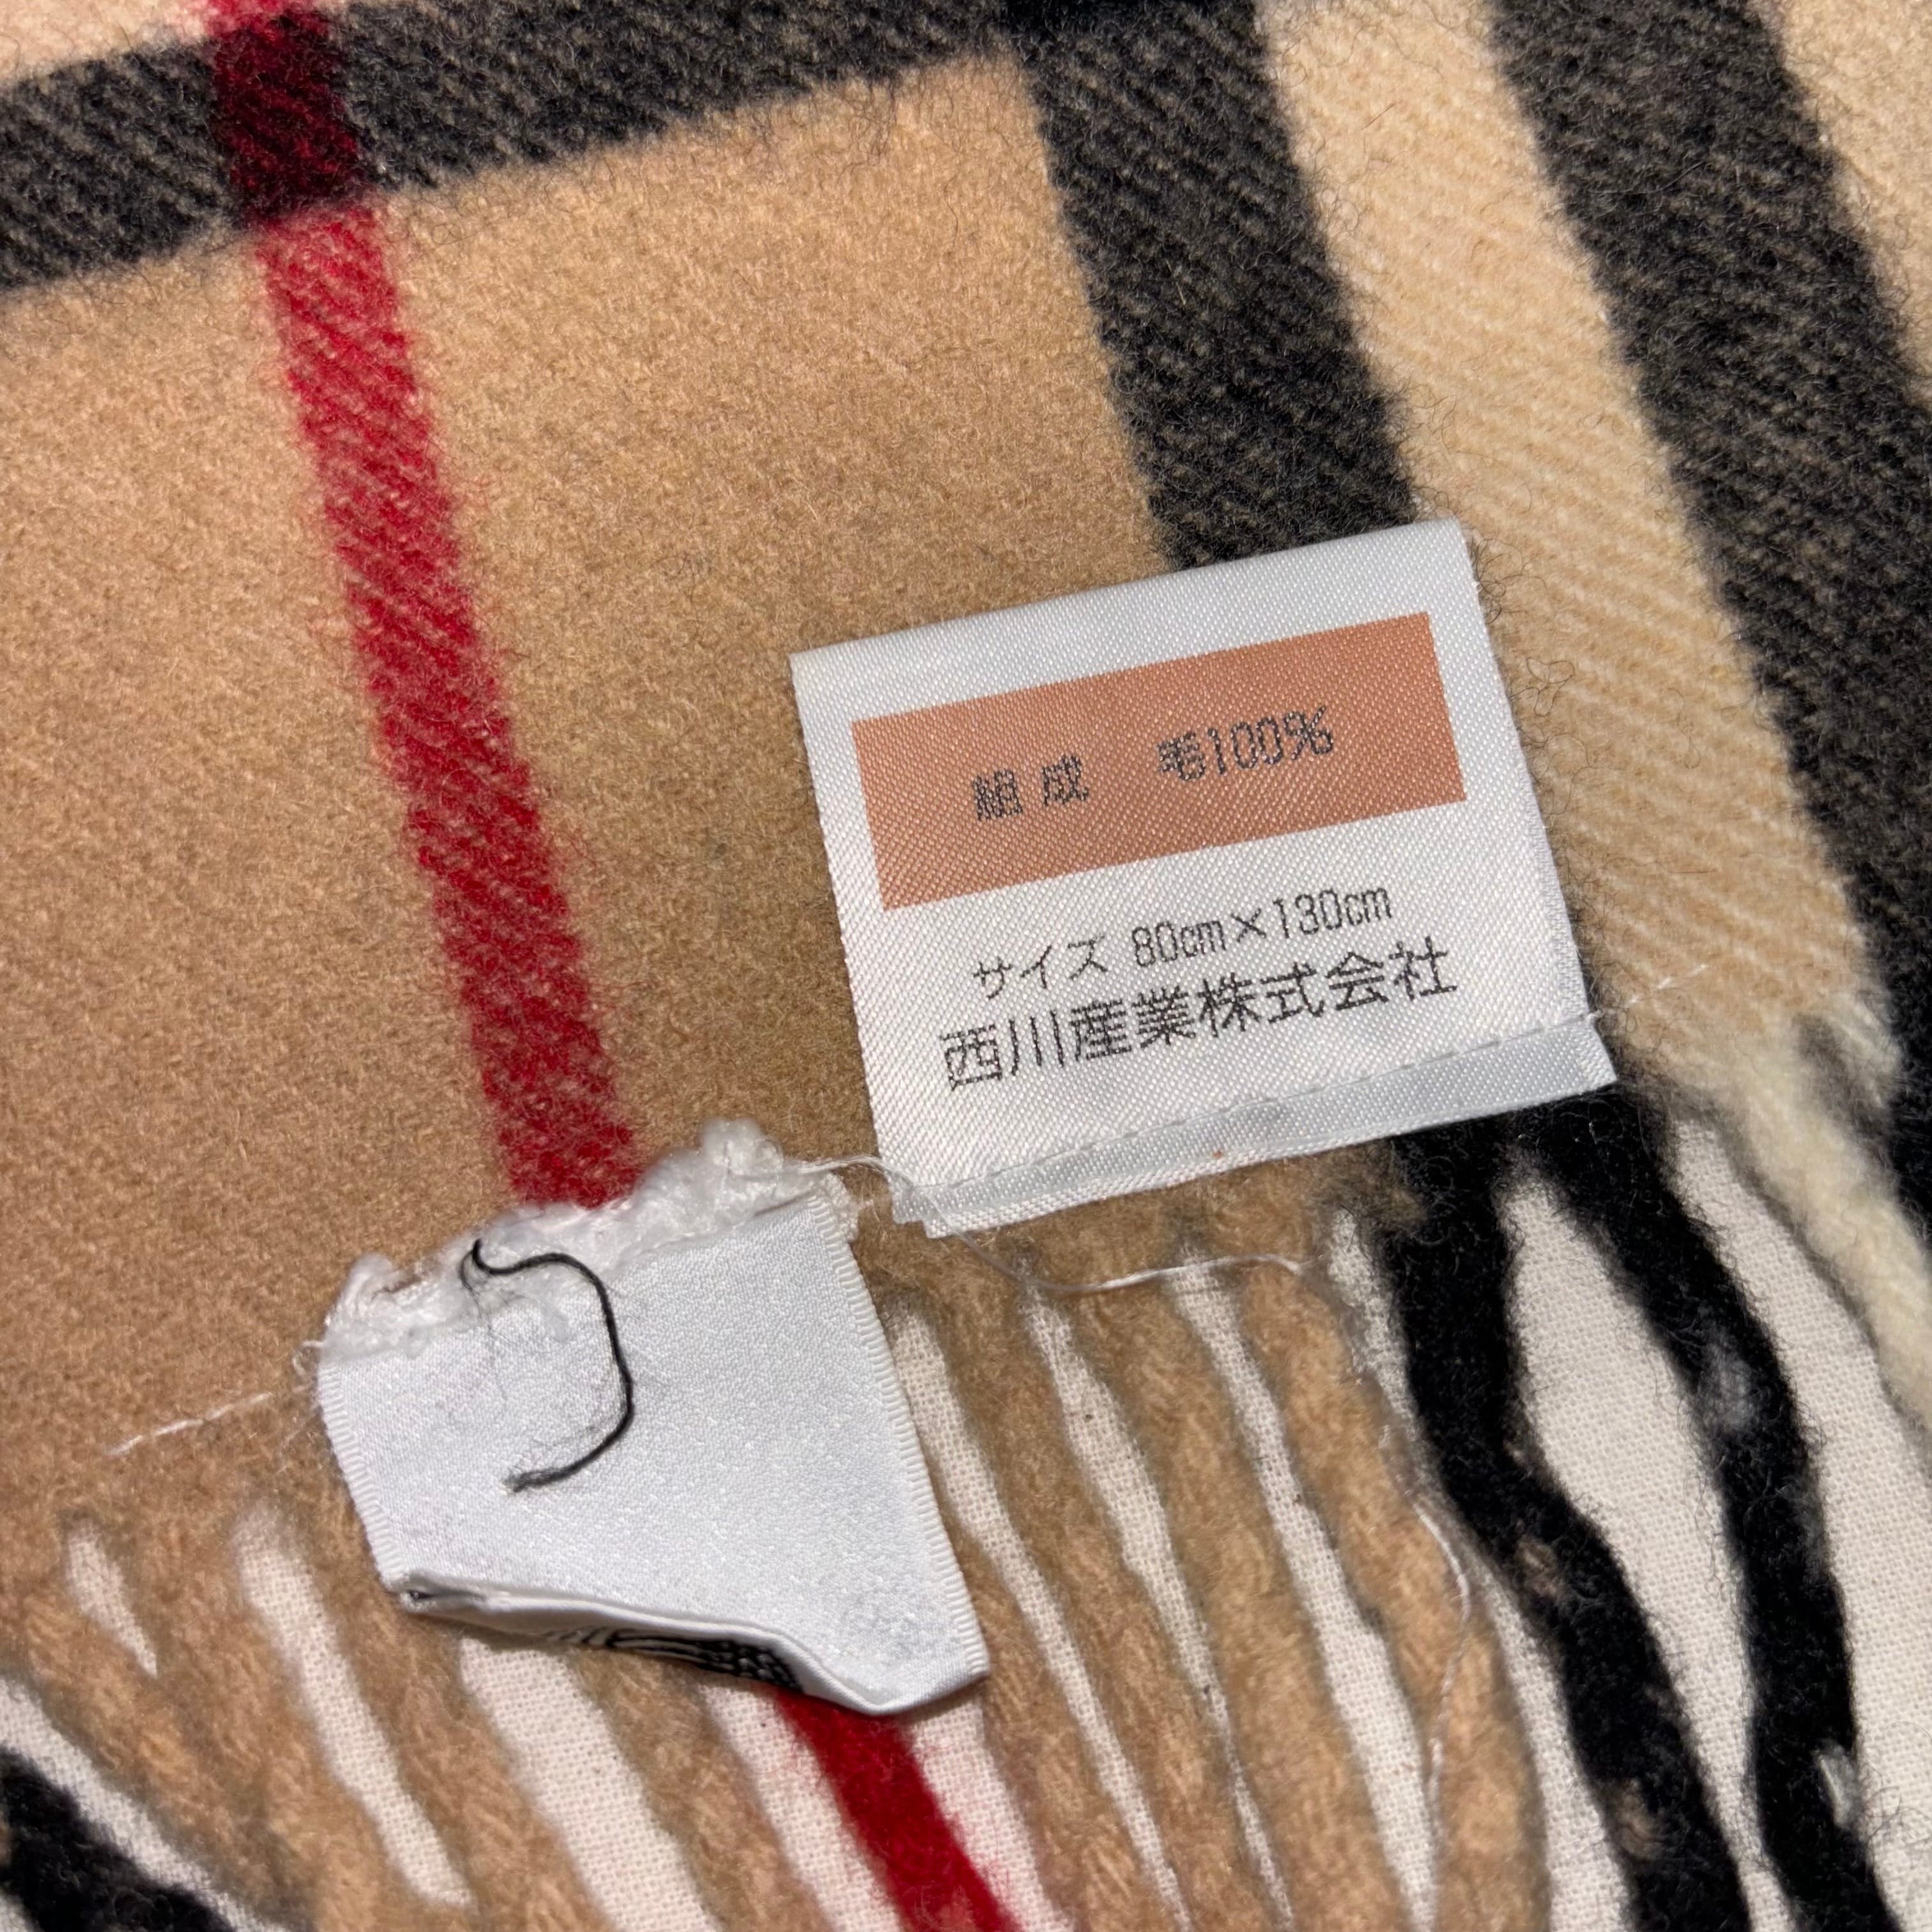 組成 毛100%
サイズ 80cm×130cm
西川産業株式会社